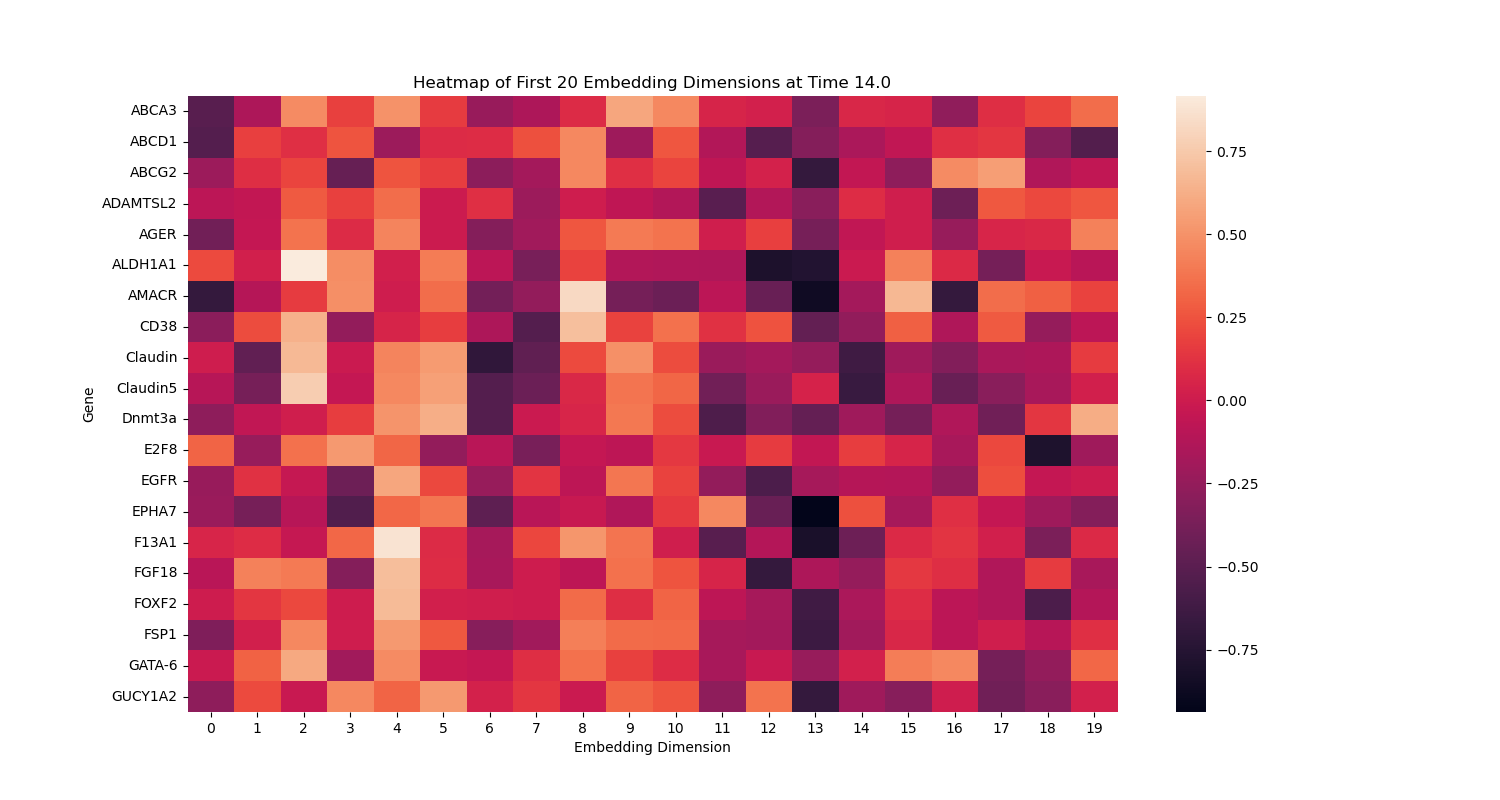 Heatmap of First 20 Embedding Dimensions at Time 14.0
ABCA3
ABCD1
ABCG2
ADAMTSL2
AGER
ALDH1A1
AMACR
CD38
Claudin
Claudin5
Dnmt3a
E2F8
EGFR
EPHA7
F13A1
FGF18
FOXF2
FSP1
GATA-6
GUCY1A2
Gene
0 1 2 3 4 5 6 7 8 9 10 11 12 13 14 15 16 17 18 19
Embedding Dimension
0.75
0.50
0.25
0.00
−0.25
−0.50
−0.75